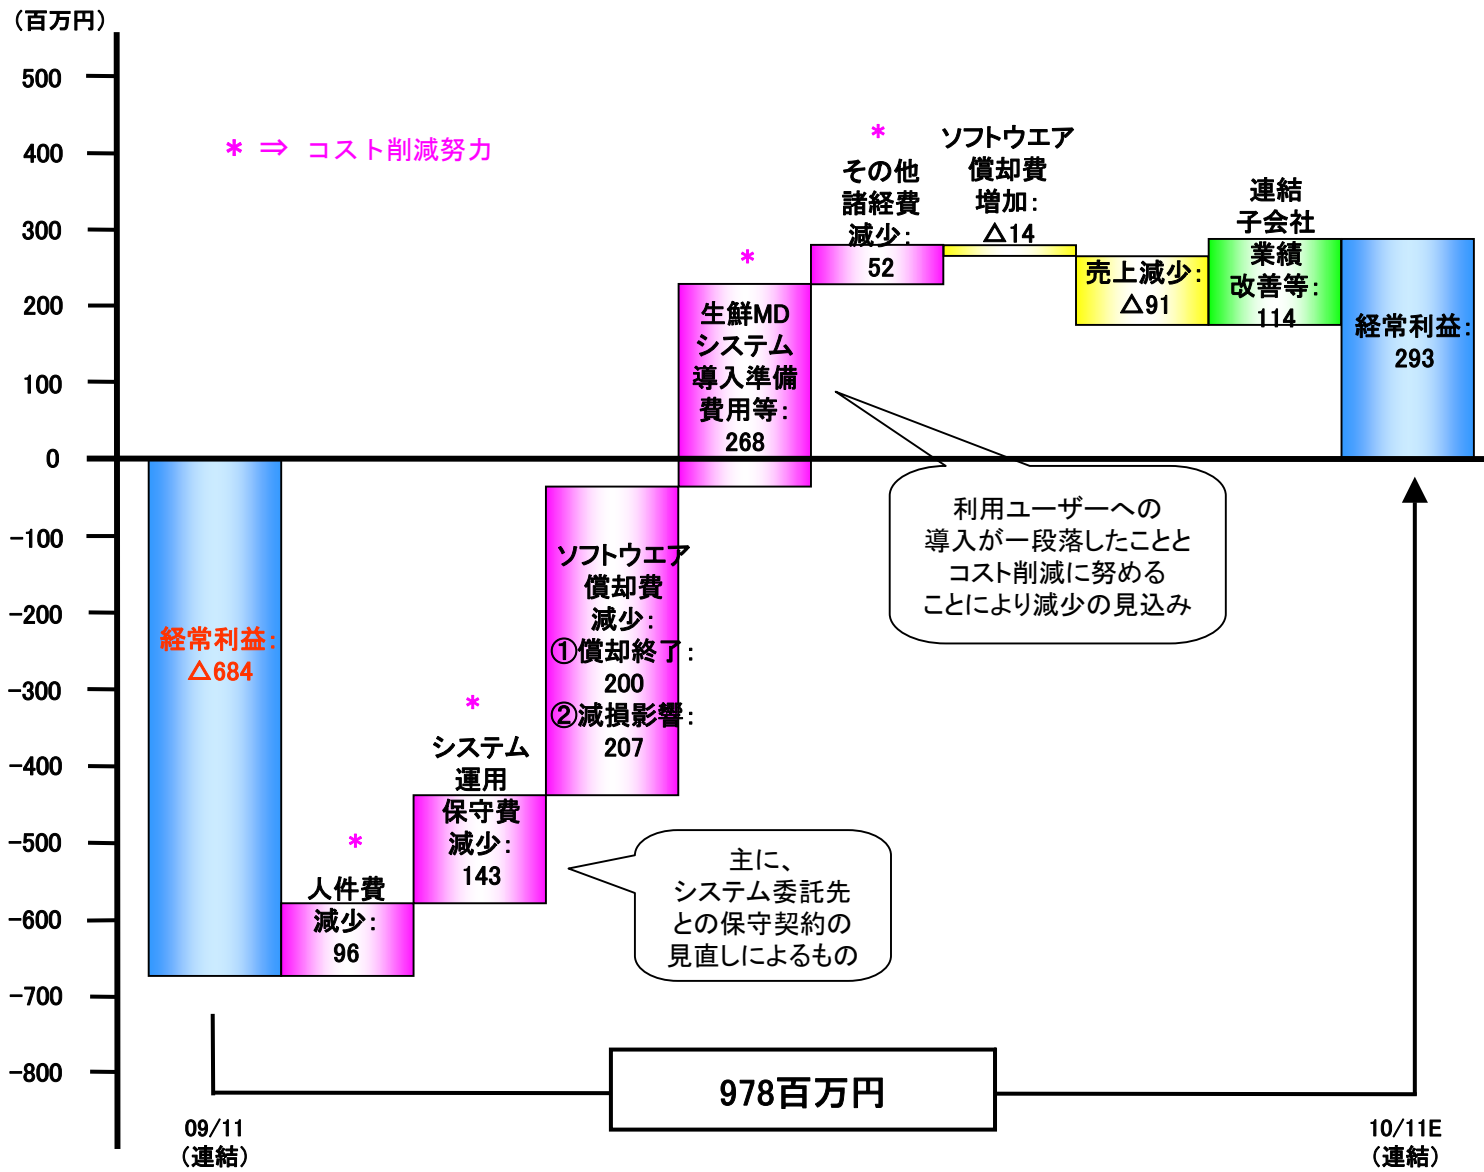 （百万円）
500
400
300
200
100
0
-100
-200
-300
-400
-500
-600
-700
-800
* ⇒ コスト削減努力
経常利益：
△684
*
人件費
減少：
96
*
システム
運用
保守費
減少：
143
ソフトウエア
償却費
減少：
①償却終了：
200
②減損影響：
207
*
生鮮MD
システム
導入準備
費用等：
268
*
その他
諸経費
減少：
52
ソフトウエア
償却費
増加：
△14
売上減少：
△91
連結
子会社
業績
改善等：
114
経常利益：
293
利用ユーザーへの
導入が一段落したことと
コスト削減に努める
ことにより減少の見込み
主に、
システム委託先
との保守契約の
見直しによるもの
978百万円
09/11
（連結）
10/11E
（連結）